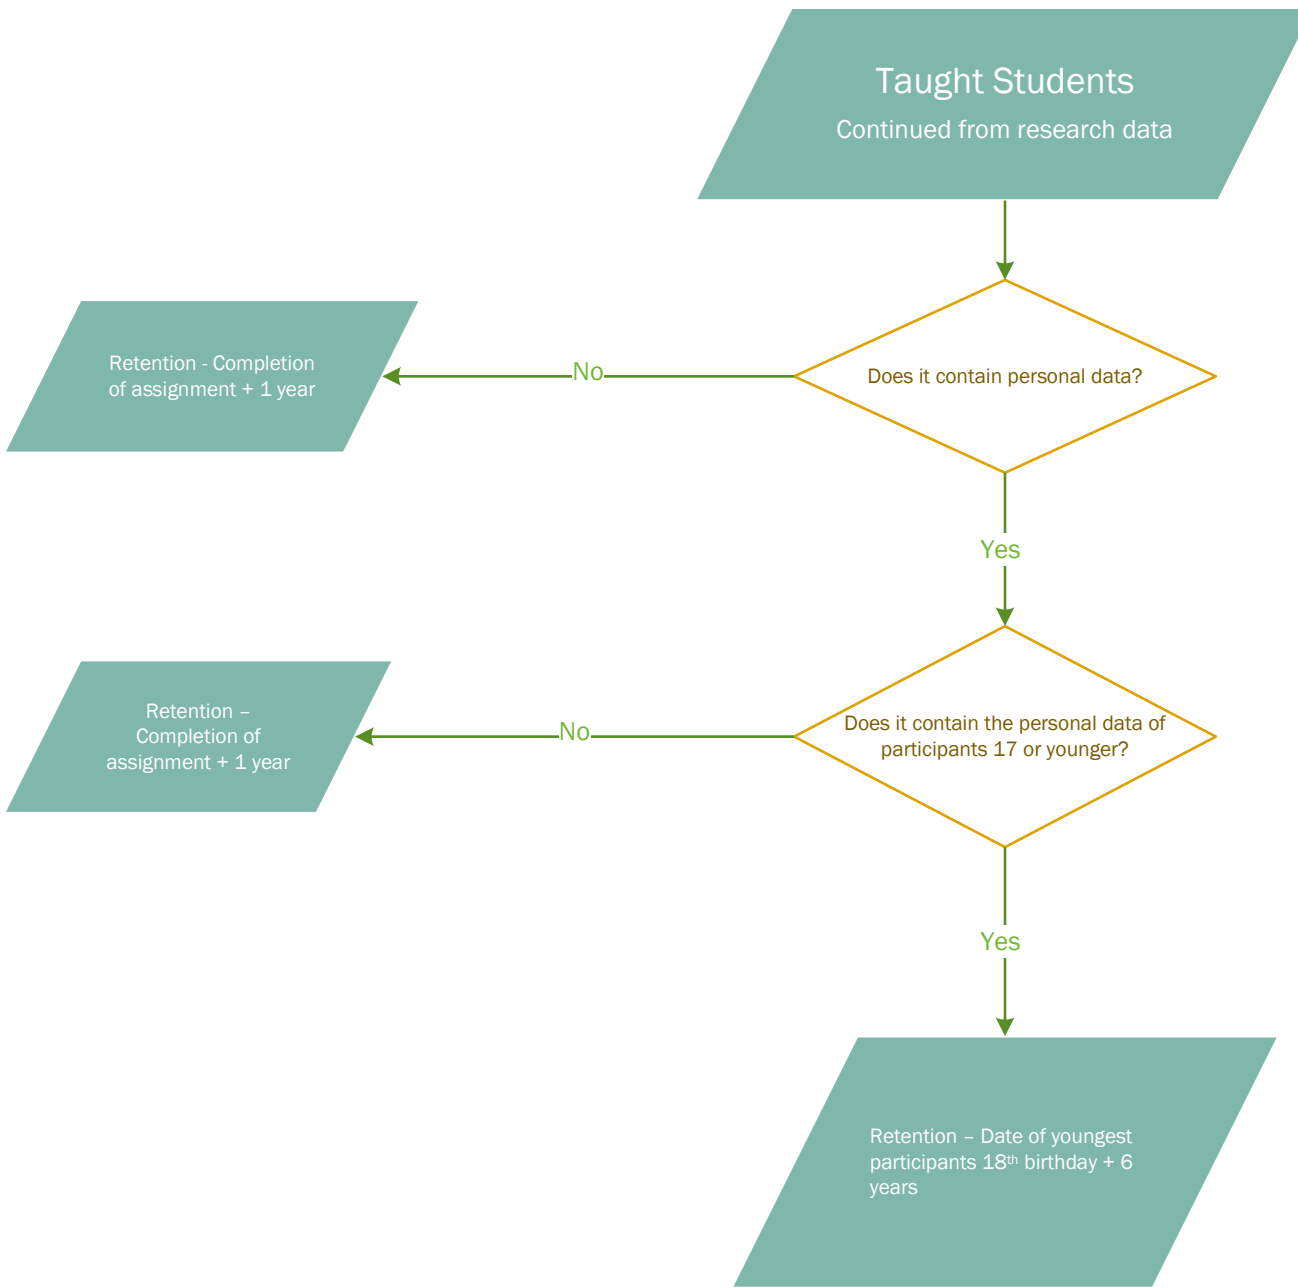 Taught Students
Continued from research data
Does it contain personal data?
No
Retention - Completion
of assignment + 1 year
Yes
Does it contain the personal data of
participants 17 or younger?
No
Retention –
Completion of
assignment + 1 year
Yes
Retention – Date of youngest
participants 18th birthday + 6
years